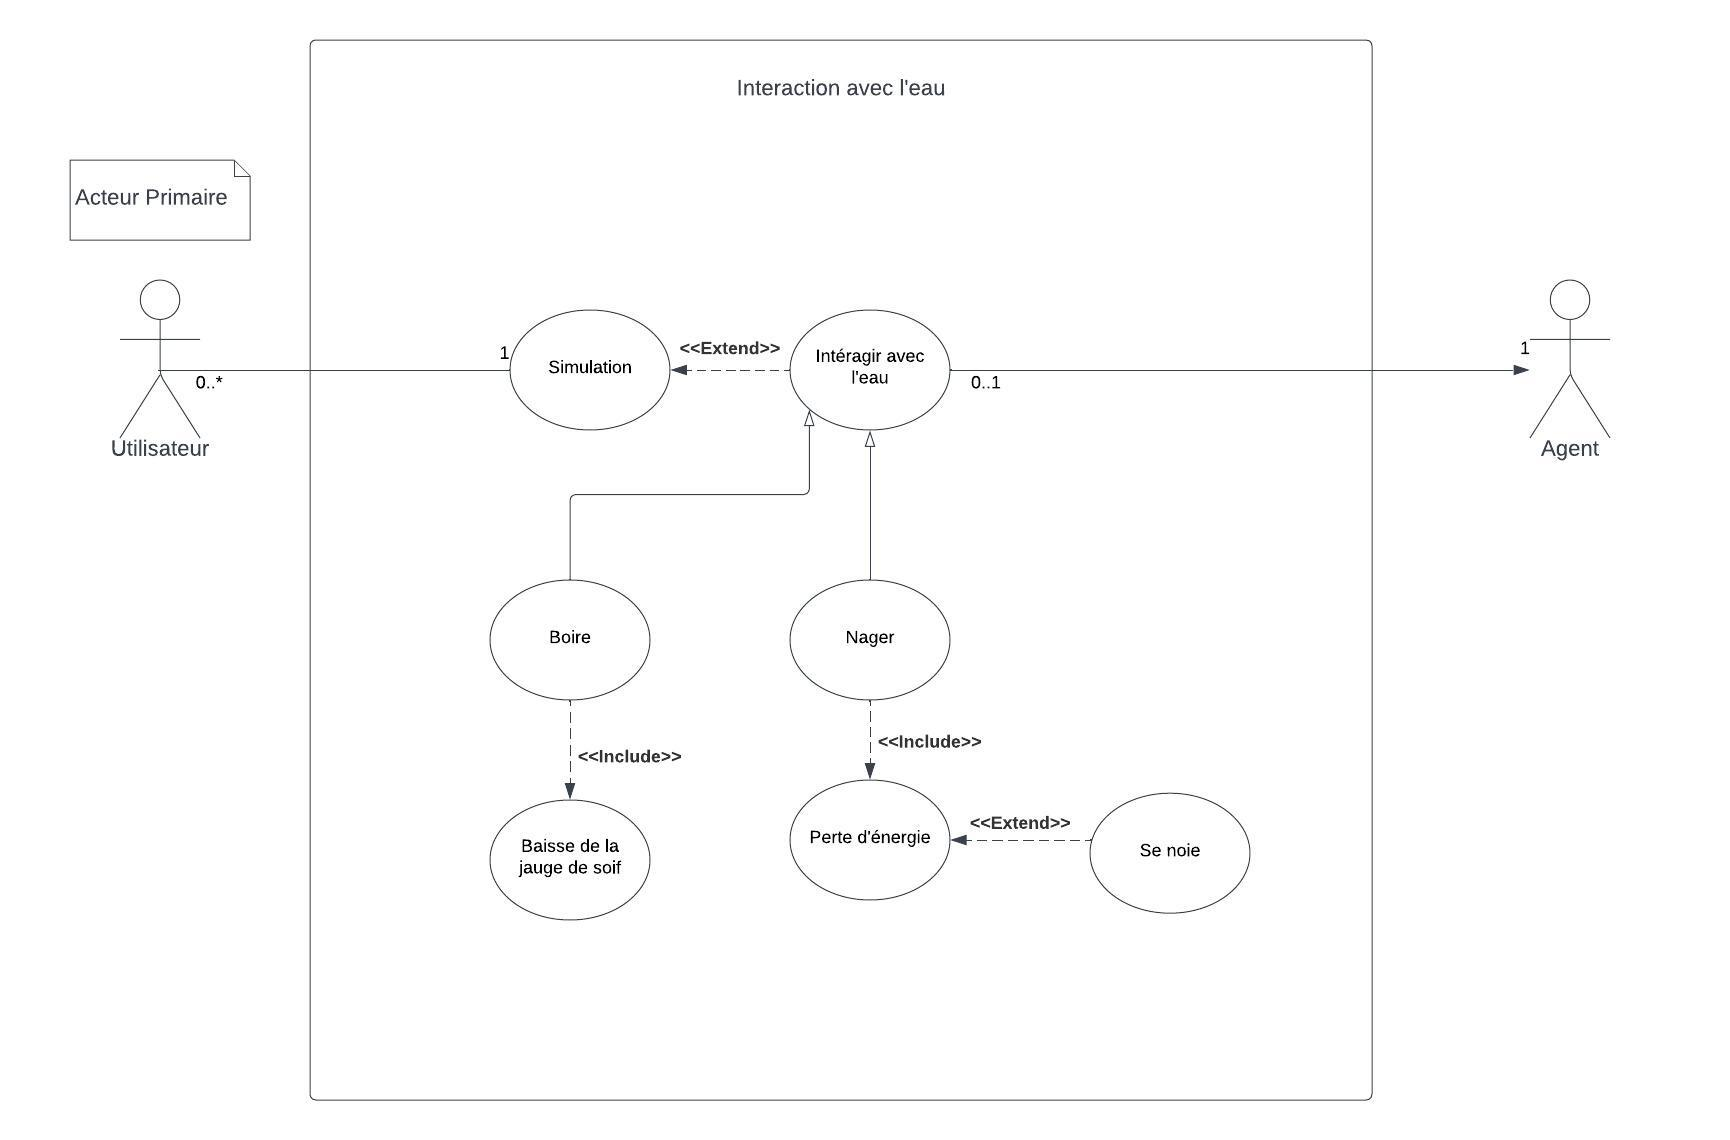 Interaction avec l'eau
Acteur Primaire
Utilisateur
0..*
1
Simulation
<<Extend>>
Intéragir avec
l'eau
0..1
1
Agent
Boire
Nager
<<Include>>
<<Include>>
Baisse de la
jauge de soif
Perte d'énergie
<<Extend>>
Se noie